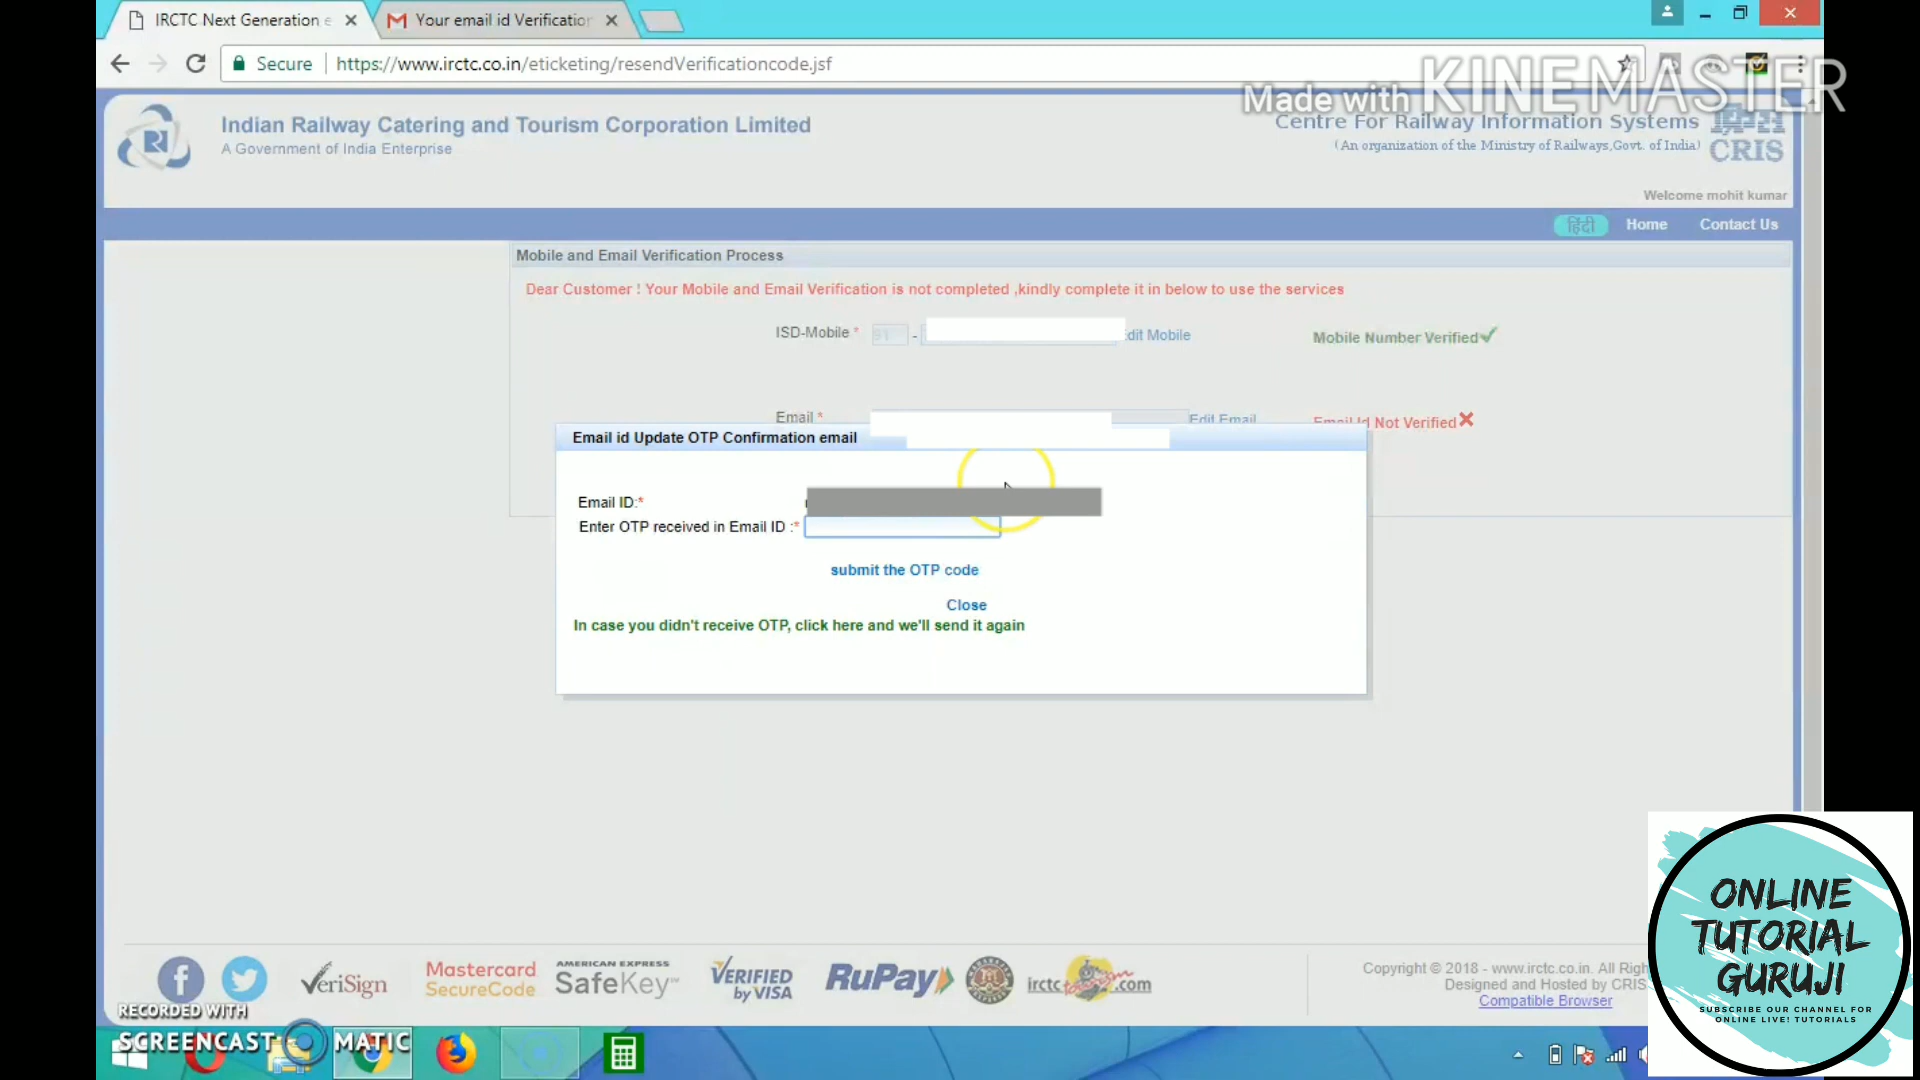 IRCTC Next Generation e
Your email id Verification
Secure
https://www.irctc.co.in/eticketing/resendVerificationcode.jsf
Made with KINEMASTER
Indian Railway Catering and Tourism Corporation Limited
A Government of India Enterprise
Centre For Railway Information Systems
(An organization of the Ministry of Railways,Govt. of India)
CRIS
Welcome mohit kumar
हिंदी
Home
Contact Us
Mobile and Email Verification Process
Dear Customer ! Your Mobile and Email Verification is not completed ,kindly complete it in below to use the services
ISD-Mobile *
91 -
dit Mobile
Mobile Number Verified
Email *
Edit Email
Email Id Not Verified
Email id Update OTP Confirmation email
Email ID:*
Enter OTP received in Email ID :*
submit the OTP code
Close
In case you didn't receive OTP, click here and we'll send it again
VeriSign
Mastercard SecureCode
AMERICAN EXPRESS SafeKey
VERIFIED by VISA
RuPay
irctc .com
Copyright © 2018 - www.irctc.co.in. All Righ
Designed and Hosted by CRIS
Compatible Browser
RECORDED WITH
SCREENCAST MATIC
ONLINE
TUTORIAL
GURUJI
SUBSCRIBE OUR CHANNEL FOR
ONLINE LIVE! TUTORIALS